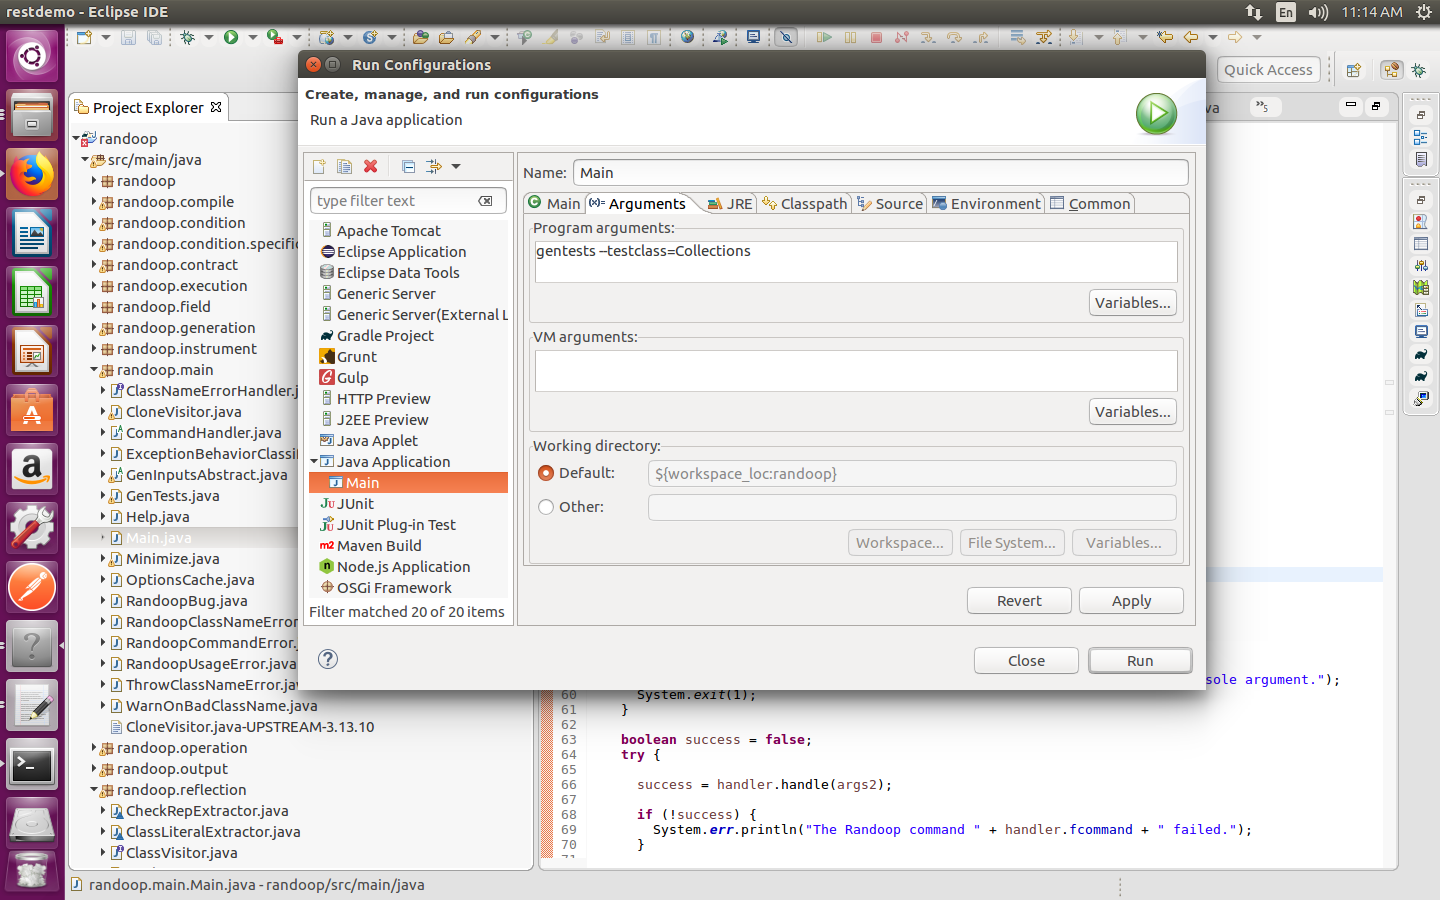 restdemo - Eclipse IDE
En
11:14 AM
Quick Access
Project Explorer
randoop
src/main/java
randoop
randoop.compile
randoop.condition
randoop.condition.specific
randoop.contract
randoop.execution
randoop.field
randoop.generation
randoop.instrument
randoop.main
ClassNameErrorHandler.j
CloneVisitor.java
CommandHandler.java
ExceptionBehaviorClassif
GenInputsAbstract.java
GenTests.java
Help.java
Main.java
Minimize.java
OptionsCache.java
RandoopBug.java
RandoopClassNameError
RandoopCommandError.
RandoopUsageError.java
ThrowClassNameError.jav
WarnOnBadClassName.java
CloneVisitor.java-UPSTREAM-3.13.10
randoop.operation
randoop.output
randoop.reflection
CheckRepExtractor.java
ClassLiteralExtractor.java
ClassVisitor.java
randoop.main.Main.java - randoop/src/main/java
Run Configurations
Create, manage, and run configurations
Run a Java application
type filter text
Apache Tomcat
Eclipse Application
Eclipse Data Tools
Generic Server
Generic Server(External L
Gradle Project
Grunt
Gulp
HTTP Preview
J2EE Preview
Java Applet
Java Application
Main
JUnit
JUnit Plug-in Test
Maven Build
Node.js Application
OSGi Framework
Filter matched 20 of 20 items
Name: Main
Main (x)= Arguments JRE Classpath Source Environment Common
Program arguments:
gentests --testclass=Collections
Variables...
VM arguments:
Variables...
Working directory:
Default: ${workspace_loc:randoop}
Other:
Workspace... File System... Variables...
Revert Apply
Close Run
va »5
sole argument.");
60 System.exit(1);
61 }
62
63 boolean success = false;
64 try {
65
66 success = handler.handle(args2);
67
68 if (!success) {
69 System.err.println("The Randoop command " + handler.fcommand + " failed.");
70 }
71